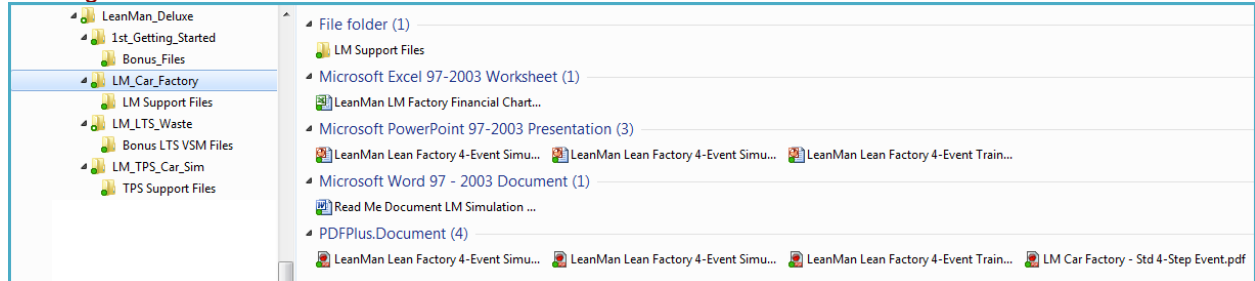 LeanMan_Deluxe
1st_Getting_Started
Bonus_Files
LM_Car_Factory
LM Support Files
LM_LTS_Waste
Bonus LTS VSM Files
LM_TPS_Car_Sim
TPS Support Files
File folder (1)
LM Support Files
Microsoft Excel 97-2003 Worksheet (1)
LeanMan LM Factory Financial Chart...
Microsoft PowerPoint 97-2003 Presentation (3)
LeanMan Lean Factory 4-Event Simu... LeanMan Lean Factory 4-Event Simu... LeanMan Lean Factory 4-Event Train...
Microsoft Word 97 - 2003 Document (1)
Read Me Document LM Simulation ...
PDFPlus.Document (4)
LeanMan Lean Factory 4-Event Simu... LeanMan Lean Factory 4-Event Simu... LeanMan Lean Factory 4-Event Train... LM Car Factory - Std 4-Step Event.pdf